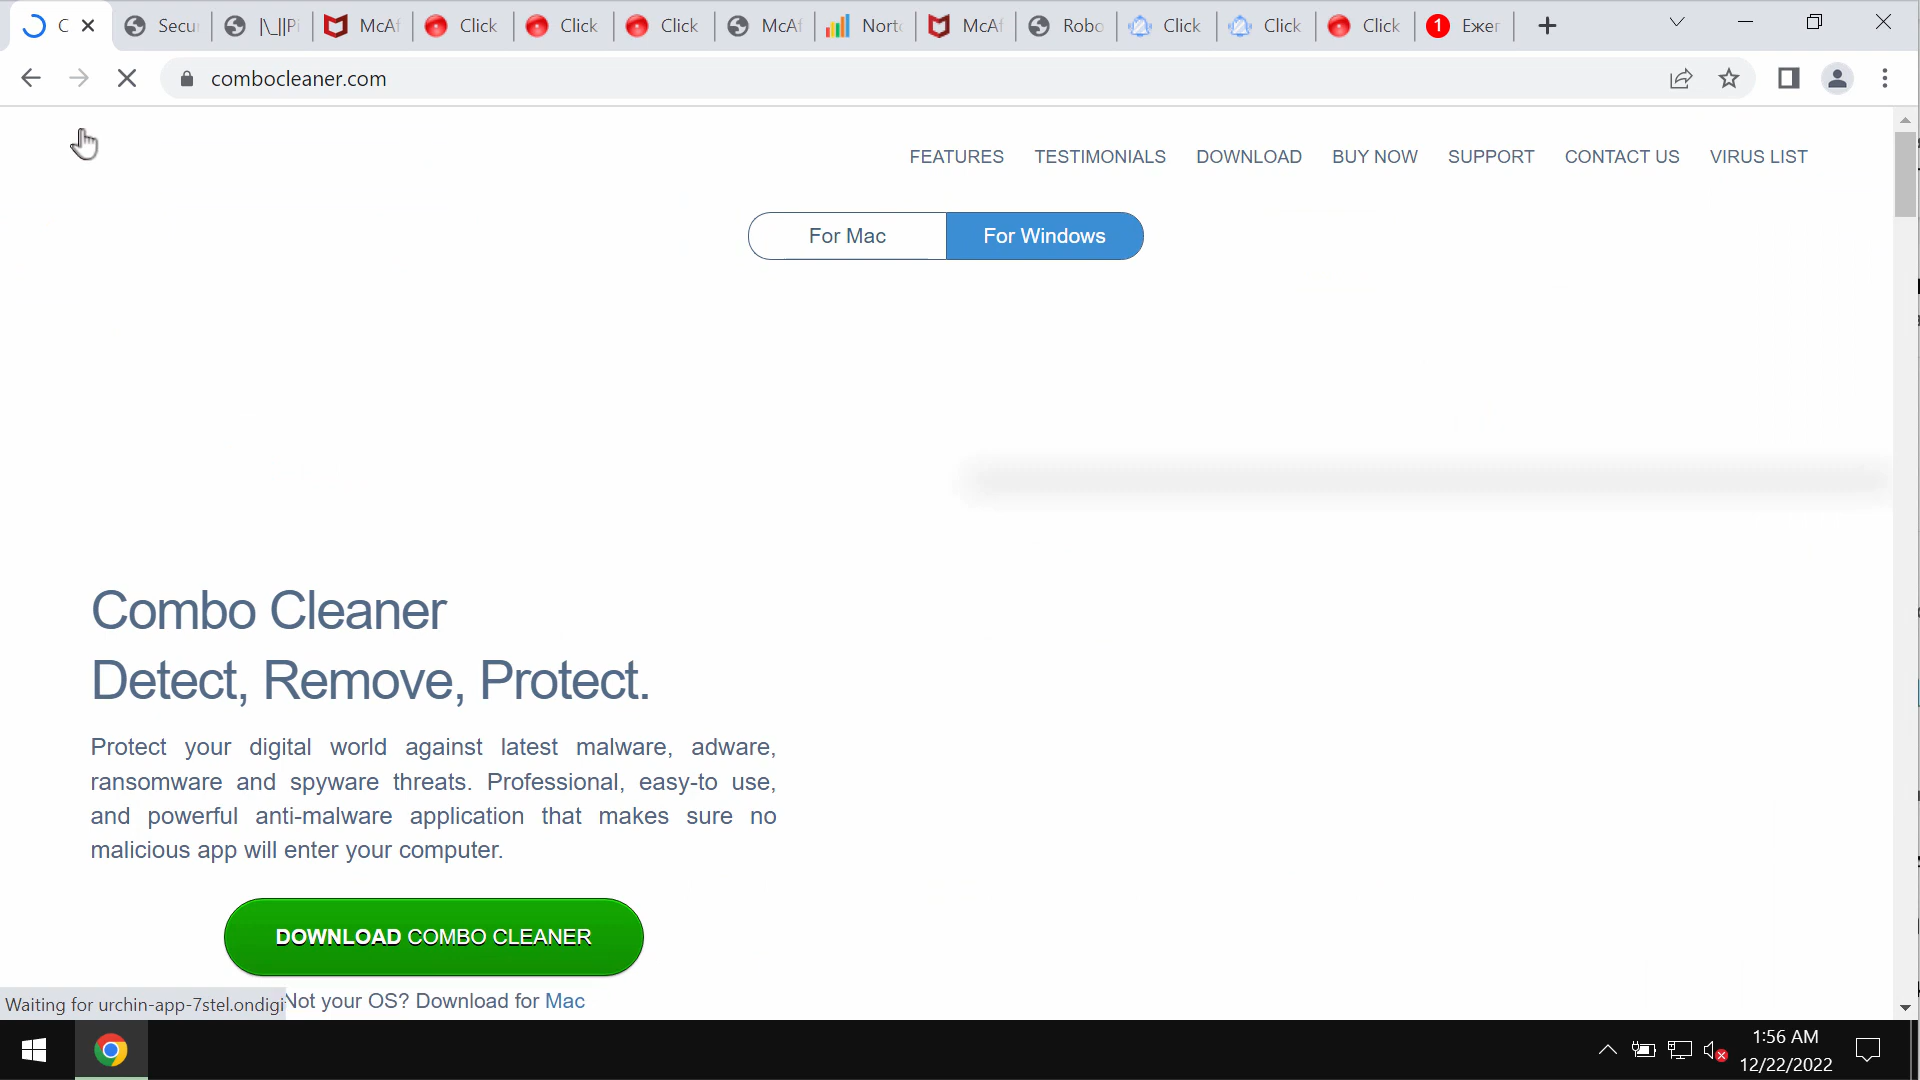 C
Secu
|\_||Pi
McAf
Click
Click
Click
McAf
Norto
McAf
Robo
Click
Click
Click
1
Ежег
combocleaner.com
FEATURES
TESTIMONIALS
DOWNLOAD
BUY NOW
SUPPORT
CONTACT US
VIRUS LIST
For Mac
For Windows
Combo Cleaner
Detect, Remove, Protect.
Protect your digital world against latest malware, adware,
ransomware and spyware threats. Professional, easy-to use,
and powerful anti-malware application that makes sure no
malicious app will enter your computer.
DOWNLOAD COMBO CLEANER
Not your OS? Download for Mac
Waiting for urchin-app-7stel.ondigi
1:56 AM
12/22/2022